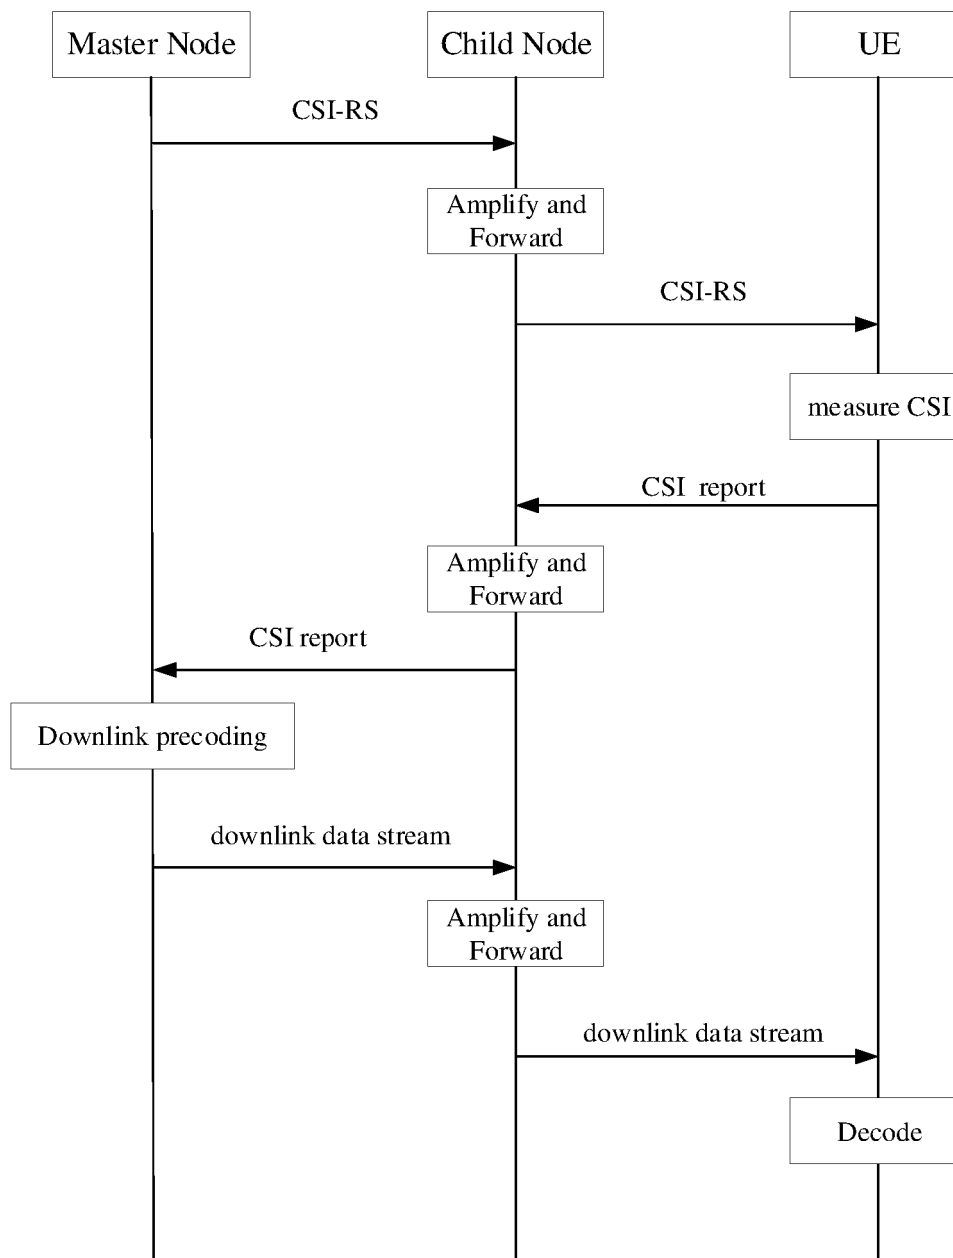 Master Node
Child Node
UE
CSI-RS
Amplify and
Forward
CSI-RS
measure CSI
CSI report
Amplify and
Forward
CSI report
Downlink precoding
downlink data stream
Amplify and
Forward
downlink data stream
Decode